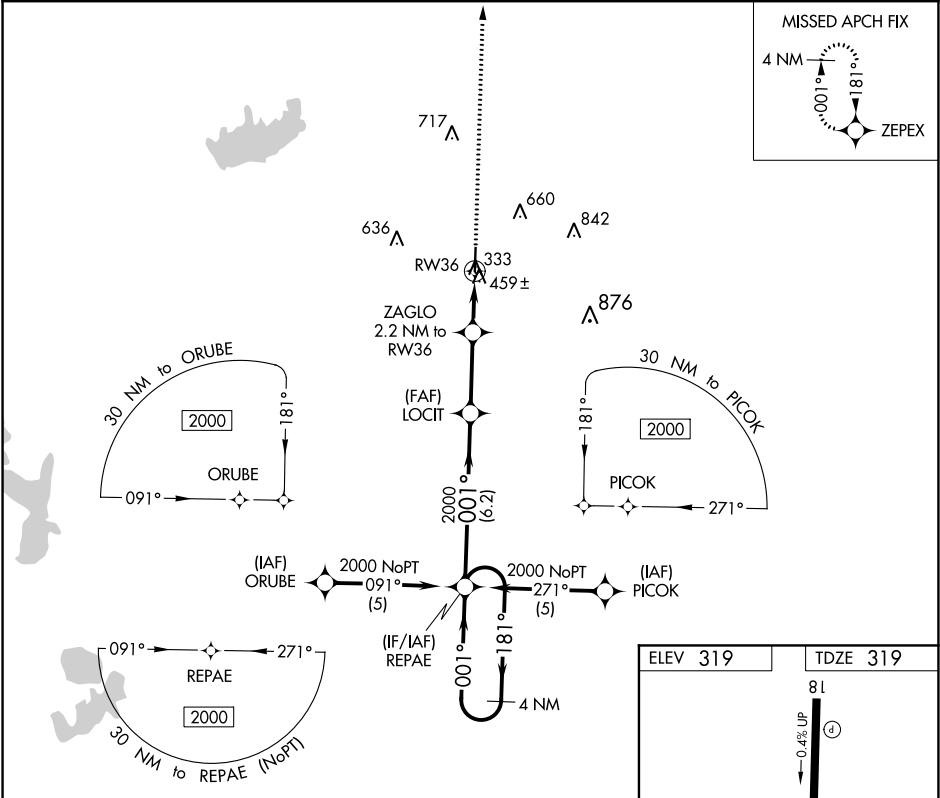 MISSED APCH FIX
4 NM
001°
181°
ZEPEX
717
660
842
636
RW36
333
459±
876
ZAGLO
2.2 NM to
RW36
(FAF)
LOCIT
30 NM to ORUBE
2000
181°
ORUBE
091°
30 NM to PICOK
2000
181°
PICOK
271°
2000
001°
(6.2)
(IAF)
ORUBE
2000 NoPT
091°
(5)
2000 NoPT
271°
(5)
(IAF)
PICOK
(IF/IAF)
REPAE
001°
181°
4 NM
091°
271°
REPAE
2000
30 NM to REPAE (NoPT)
ELEV 319
TDZE 319
18
0.4% UP
P